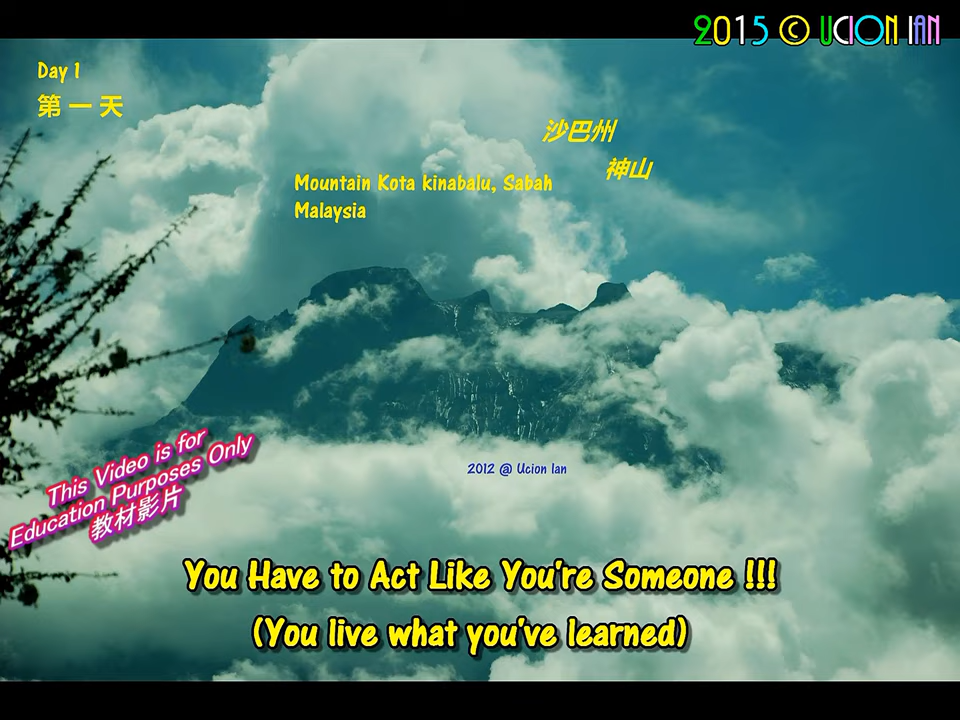 2015 © UCION IAN
Day 1
第一天
沙巴州
神山
Mountain Kota kinabalu, Sabah
Malaysia
This Video is for
Education Purposes Only
教材影片
2012 @ Ucion Ian
You Have to Act Like You're Someone !!!
(You live what you've learned)